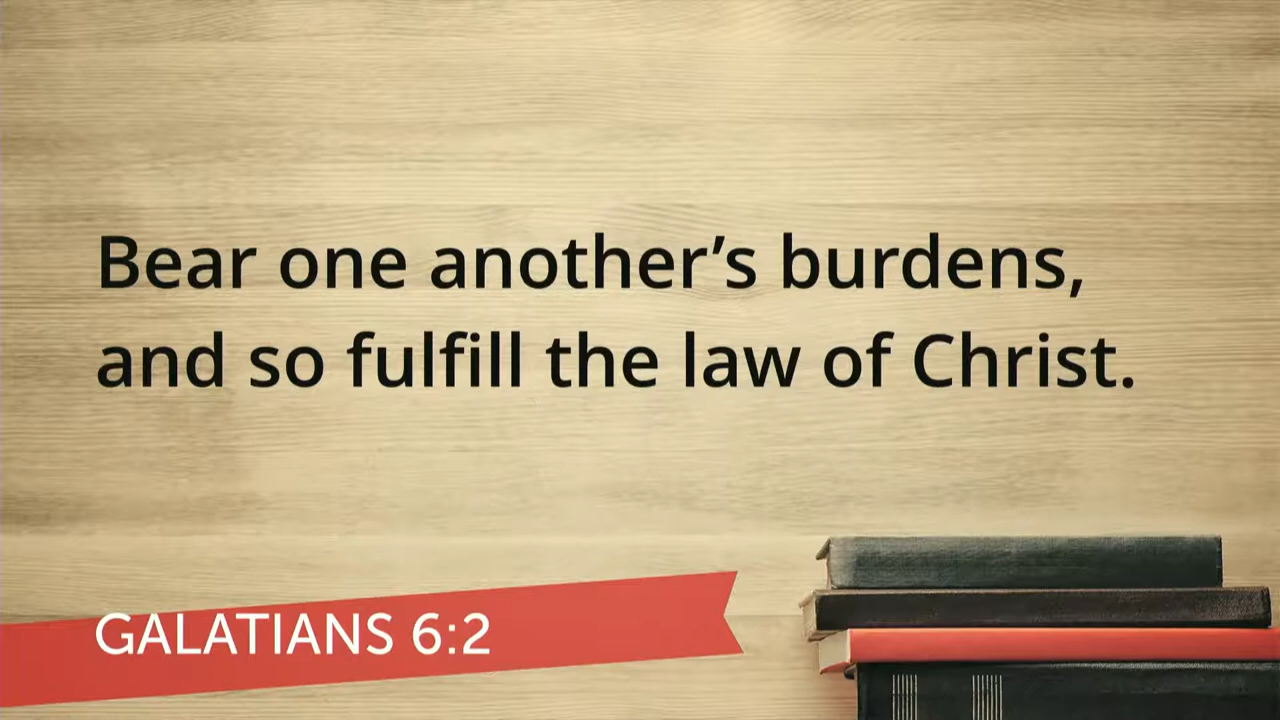 Bear one another’s burdens,
and so fulfill the law of Christ.
GALATIANS 6:2